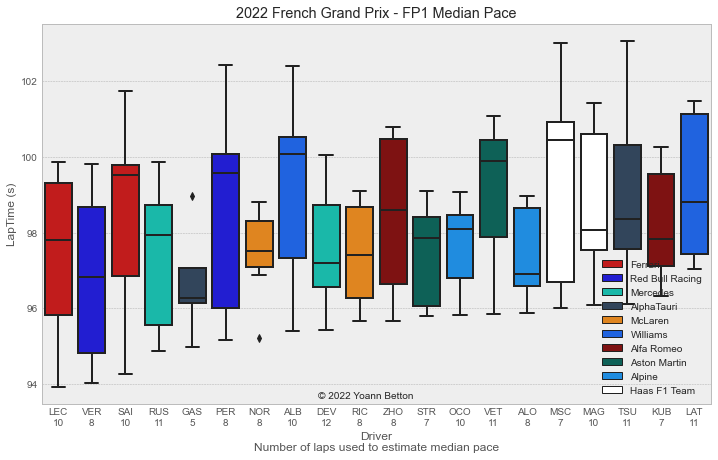 2022 French Grand Prix - FP1 Median Pace
LapTime (s)
102
100
98
96
94
Ferrari
Red Bull Racing
Mercedes
AlphaTauri
McLaren
Williams
Alfa Romeo
Aston Martin
Alpine
Haas F1 Team
© 2022 Yoann Betton
LEC VER SAI RUS GAS PER NOR ALB DEV RIC ZHO STR OCO VET ALO MSC MAG TSU KUB LAT
10 8 10 11 5 8 8 10 12 8 8 7 10 11 8 7 10 11 7 11
Driver
Number of laps used to estimate median pace